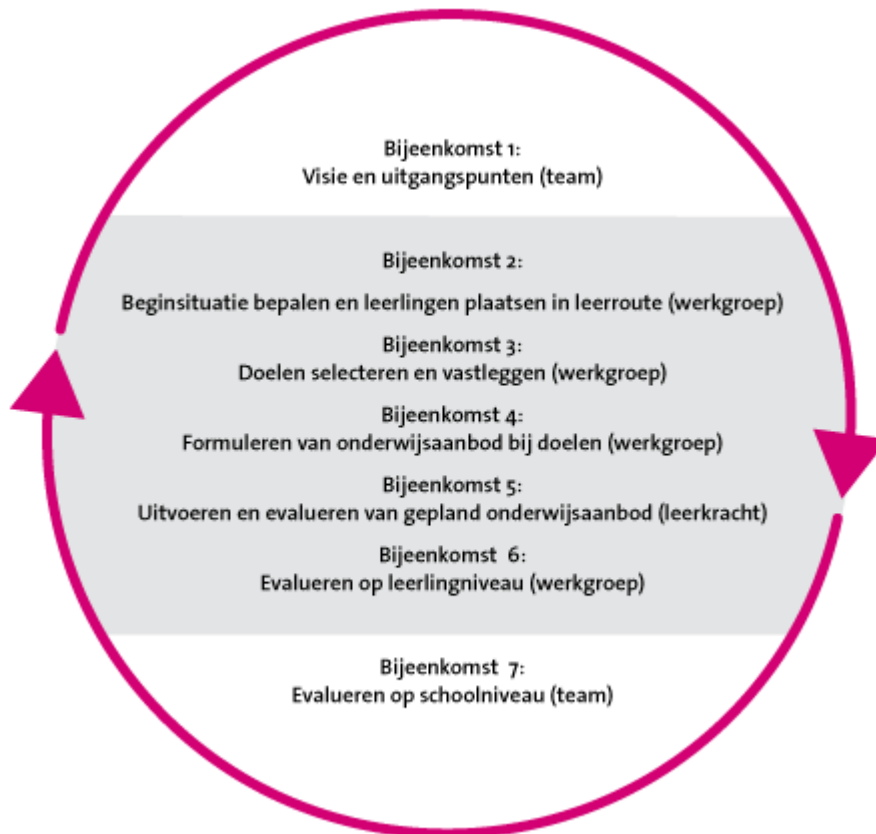 Bijeenkomst 1:
Visie en uitgangspunten (team)
Bijeenkomst 2:
Beginsituatie bepalen en leerlingen plaatsen in leerroute (werkgroep)
Bijeenkomst 3:
Doelen selecteren en vastleggen (werkgroep)
Bijeenkomst 4:
Formuleren van onderwijsaanbod bij doelen (werkgroep)
Bijeenkomst 5:
Uitvoeren en evalueren van gepland onderwijsaanbod (leerkracht)
Bijeenkomst 6:
Evalueren op leerlingniveau (werkgroep)
Bijeenkomst 7:
Evalueren op schoolniveau (team)